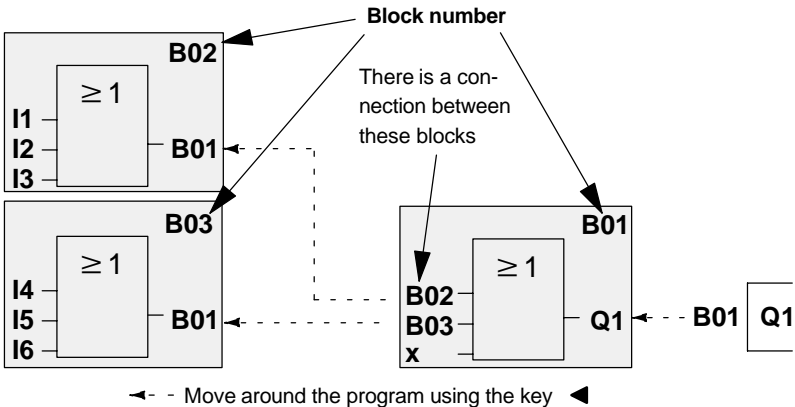 Block number
B02
≥1
I1
I2
I3
B01
There is a con-
nection between
these blocks
B03
≥1
I4
I5
I6
B01
B01
≥1
B02
B03
x
Q1
B01
Q1
Move around the program using the key